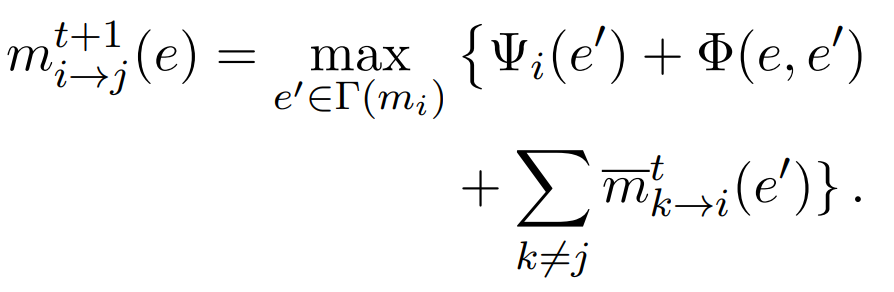 $m_{i \to j}^{t+1}(e) = \max_{e' \in \Gamma(m_i)} \{ \Psi_i(e') + \Phi(e, e')$
$+ \sum_{k \neq j} \overline{m}_{k \to i}^{t}(e') \} \, .$